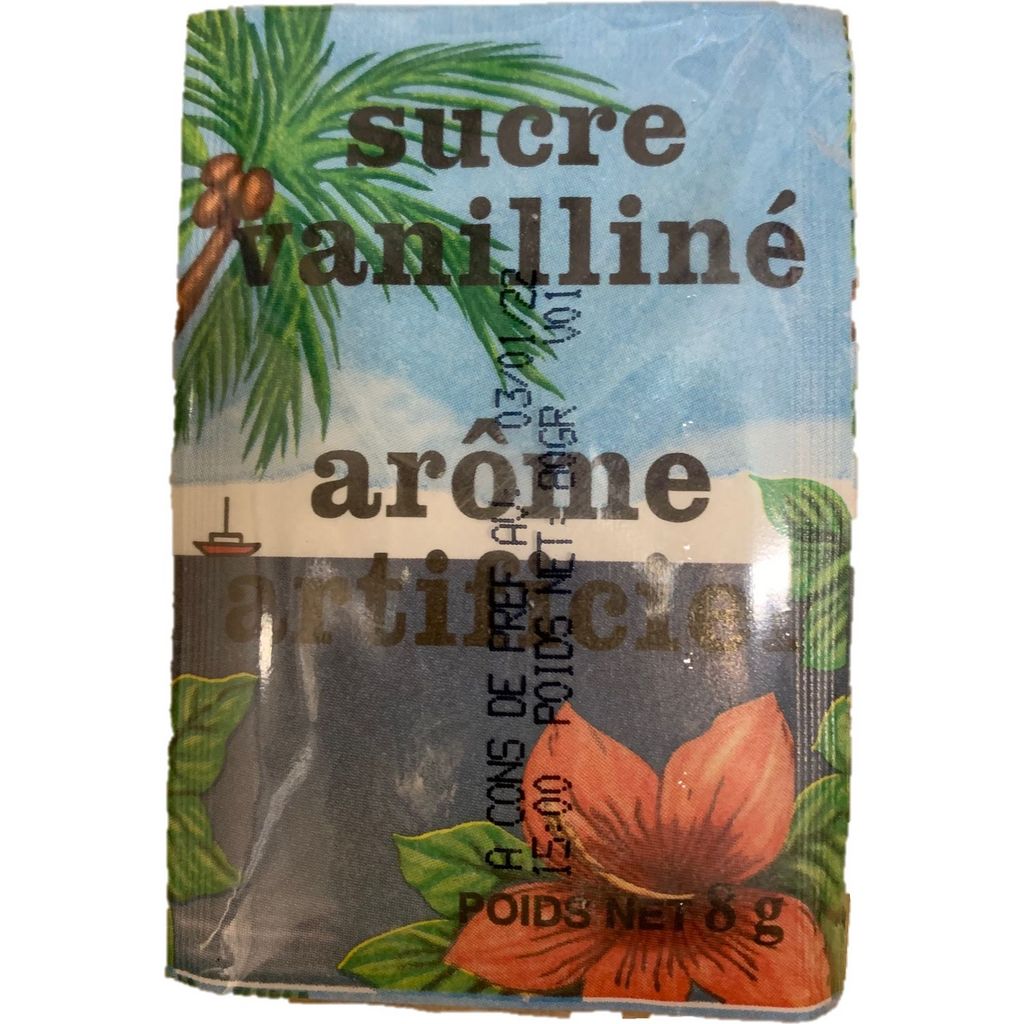 sucre
vanilliné
arôme
artificiel
A CONS DE PREF AV. 03/01/22
15:00 - POIDS NET: 80GR V01
POIDS NET 8 g